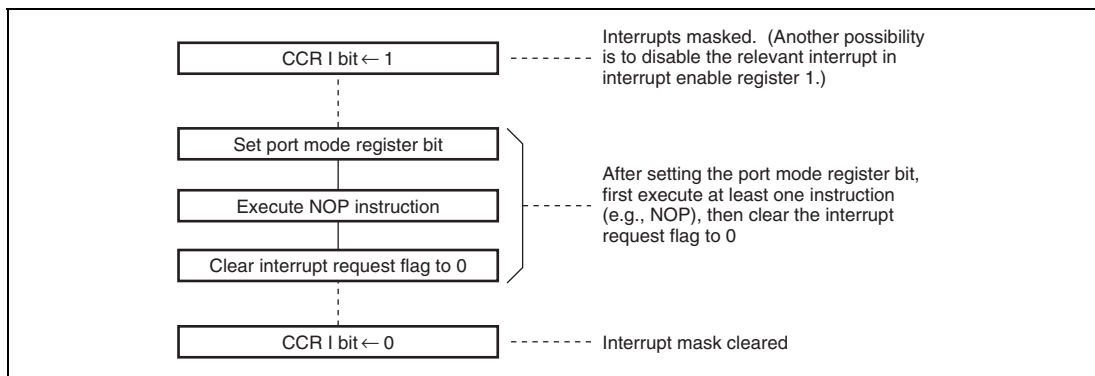 CCR I bit ← 1
Interrupts masked. (Another possibility
is to disable the relevant interrupt in
interrupt enable register 1.)
Set port mode register bit
Execute NOP instruction
Clear interrupt request flag to 0
After setting the port mode register bit,
first execute at least one instruction
(e.g., NOP), then clear the interrupt
request flag to 0
CCR I bit ← 0
Interrupt mask cleared